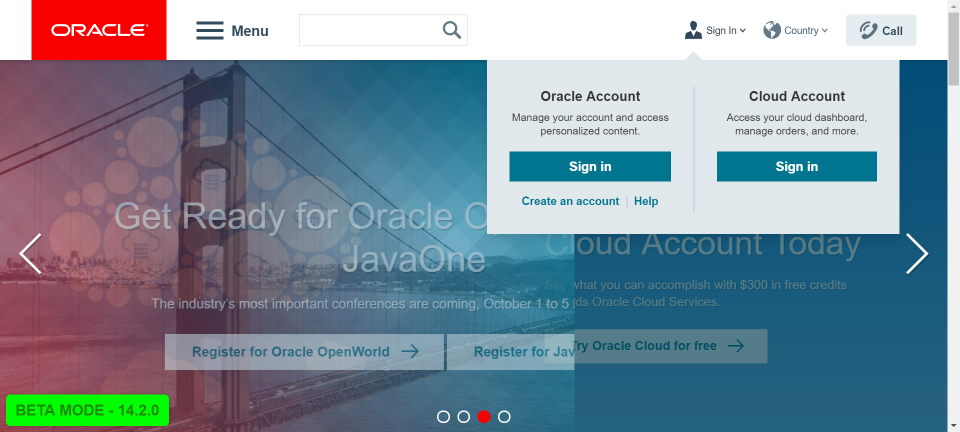 ORACLE
Menu
Sign In
Country
Call
Oracle Account
Manage your account and access
personalized content.
Sign in
Create an account | Help
Cloud Account
Access your cloud dashboard,
manage orders, and more.
Sign in
Get Ready for Oracle
JavaOne
The industry's most important conferences are coming, October 1 to 5
Register for Oracle OpenWorld
Register for Jav
Cloud Account Today
See what you can accomplish with $300 in free credits
Oracle Cloud Services.
Try Oracle Cloud for free
BETA MODE - 14.2.0